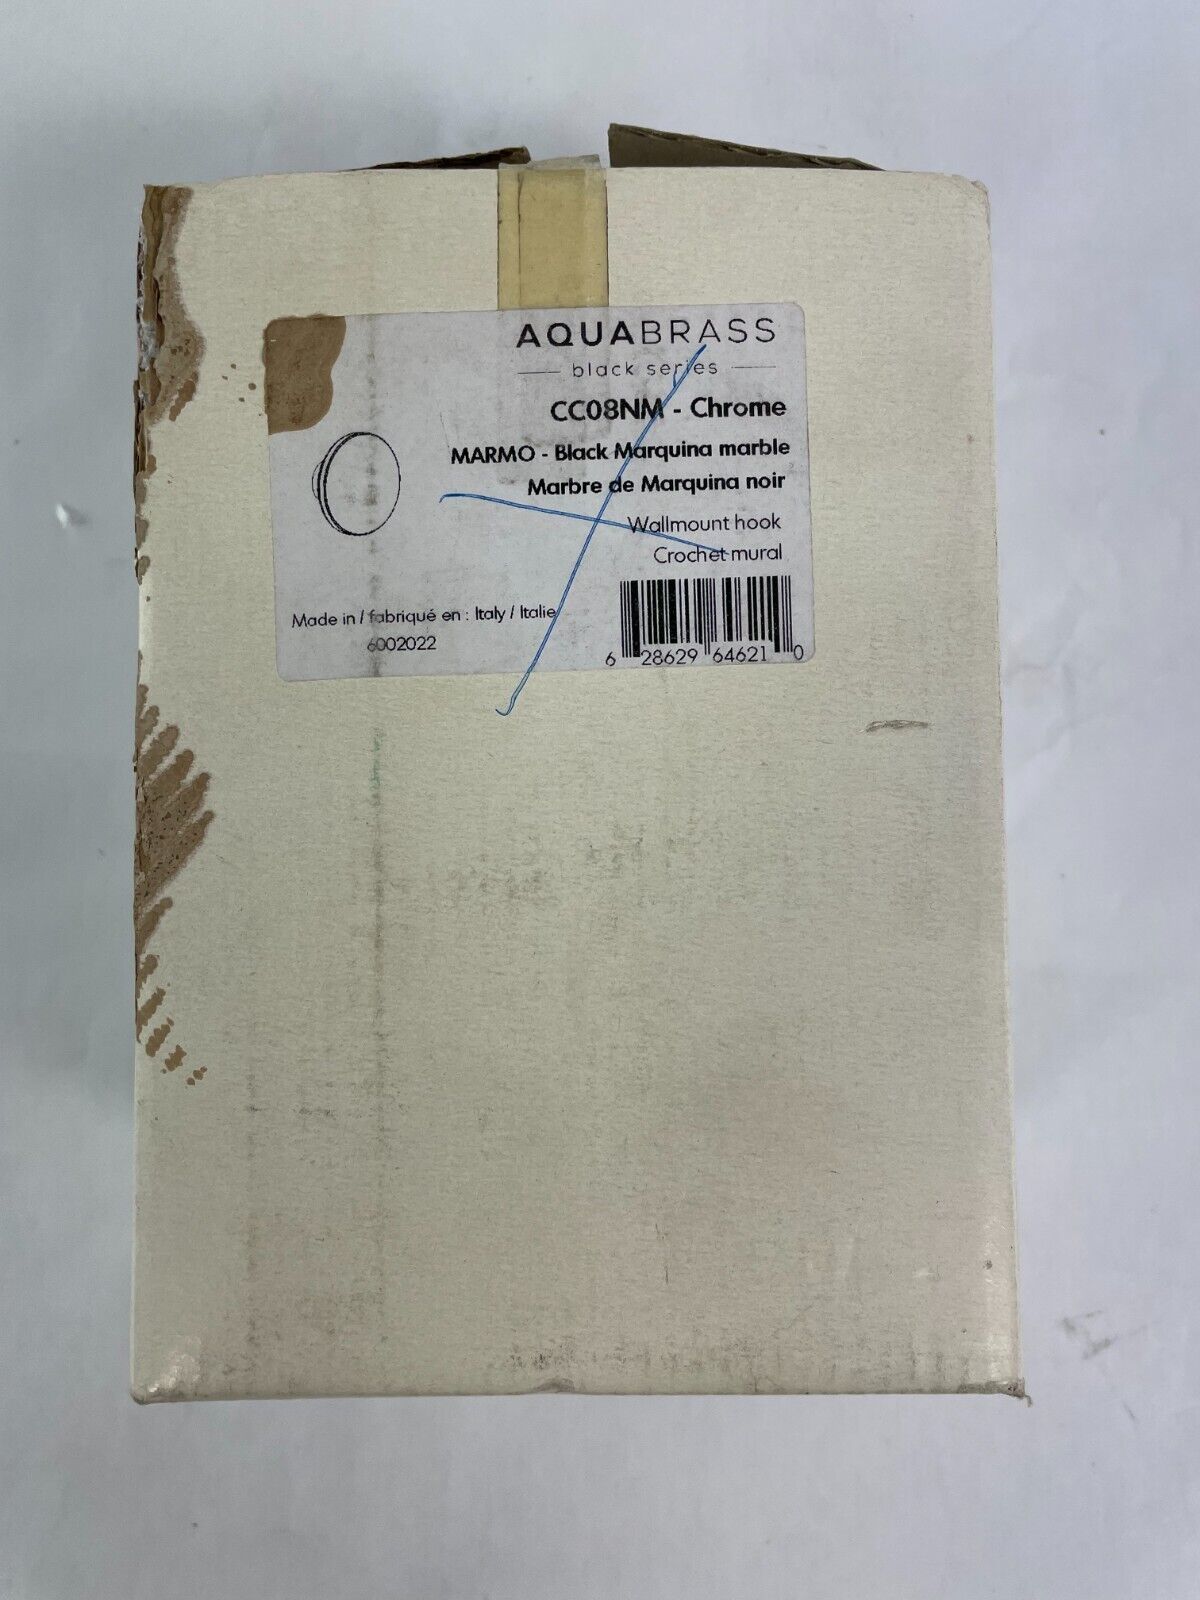 AQUABRASS
black series
CC08NM - Chrome
MARMO - Black Marquina marble
Marbre de Marquina noir
Wallmount hook
Crochet mural
Made in / fabriqué en : Italy / Italie
6002022
6 28629 64621 0